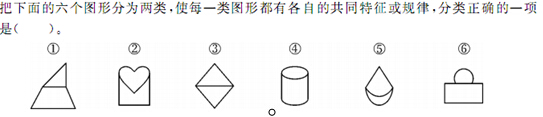 把下面的六个图形分为两类,使每一类图形都有各自的共同特征或规律,分类正确的一项
是(　　)。
① ② ③ ④ ⑤ ⑥